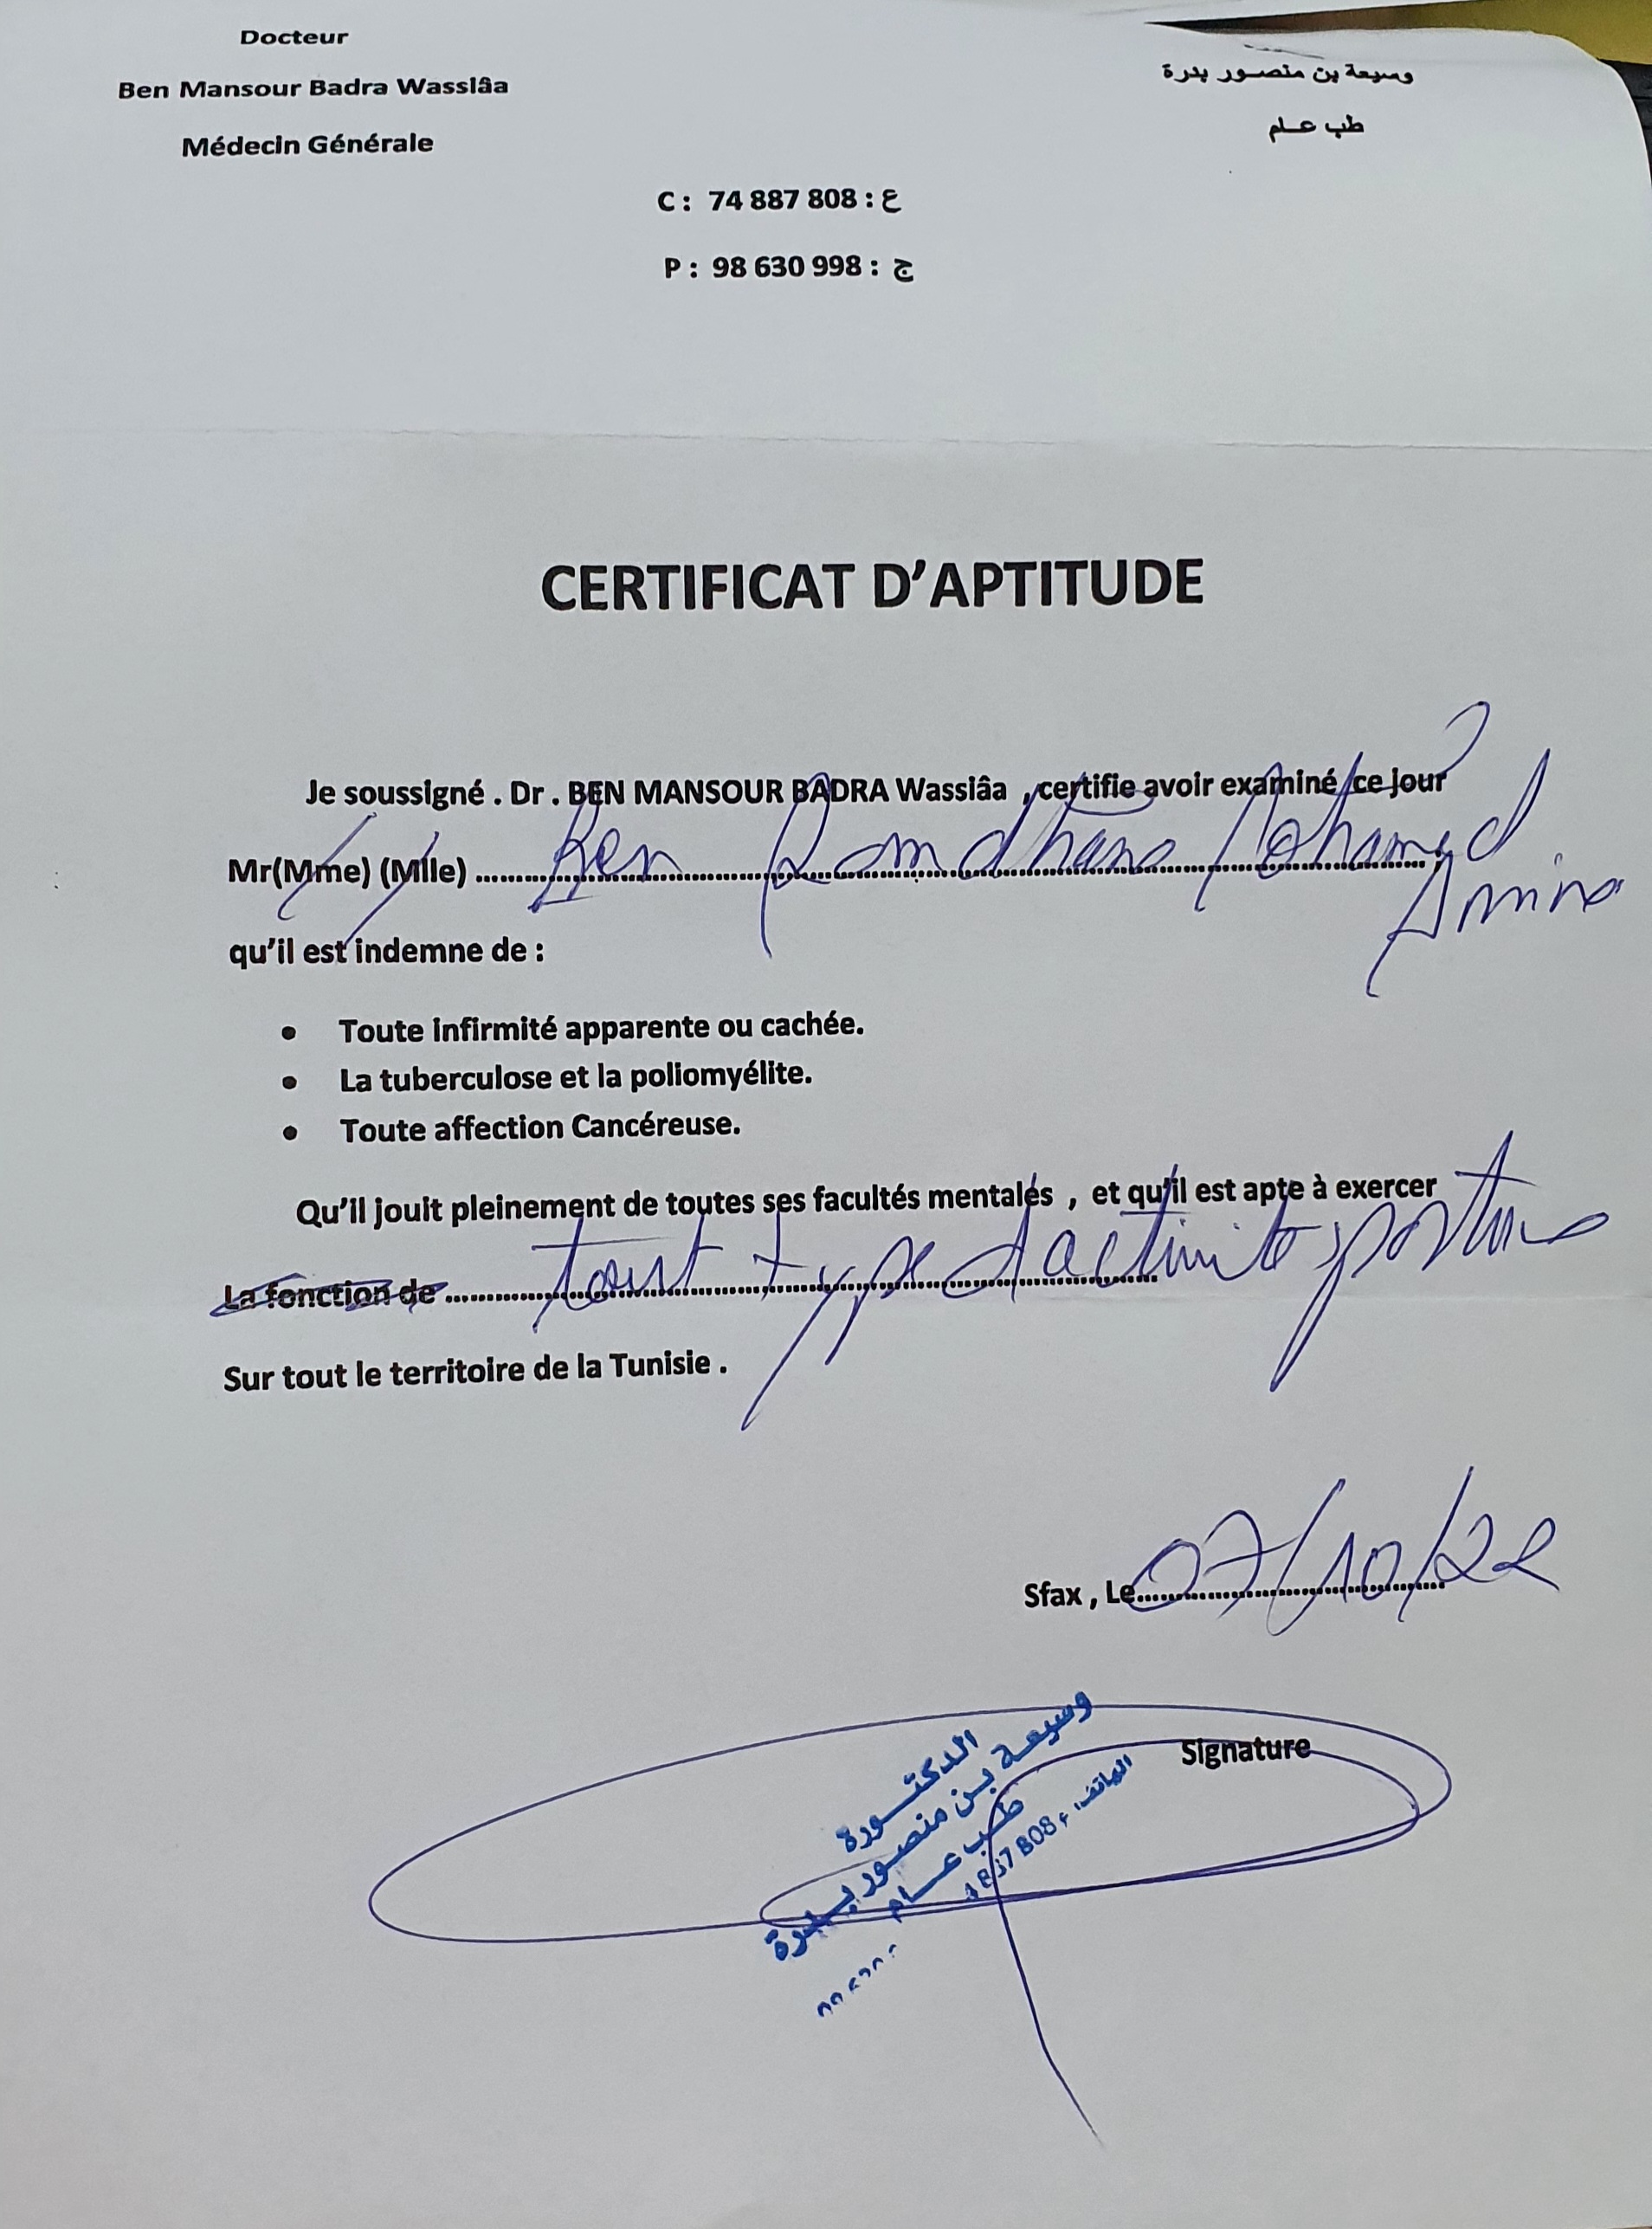 Docteur
Ben Mansour Badra Wassiâa
Médecin Générale
وسيعة بن منصور بدرة
طب عام
C : 74 887 808 : ع
P : 98 630 998 : ج
CERTIFICAT D'APTITUDE
Je soussigné . Dr . BEN MANSOUR BADRA Wassiâa , certifie avoir examiné ce jour
Mr(Mme) (Mlle) Ben Romdhane Mohamed
Amine
qu'il est indemne de :
• Toute infirmité apparente ou cachée.
• La tuberculose et la poliomyélite.
• Toute affection Cancéreuse.
Qu'il jouit pleinement de toutes ses facultés mentales , et qu'il est apte à exercer
La fonction de tout type d'activité sportive
Sur tout le territoire de la Tunisie .
Sfax , Le 07/10/22
Signature
الدكتورة
وسيعة بن منصور بدرة
طب عام
الهاتف